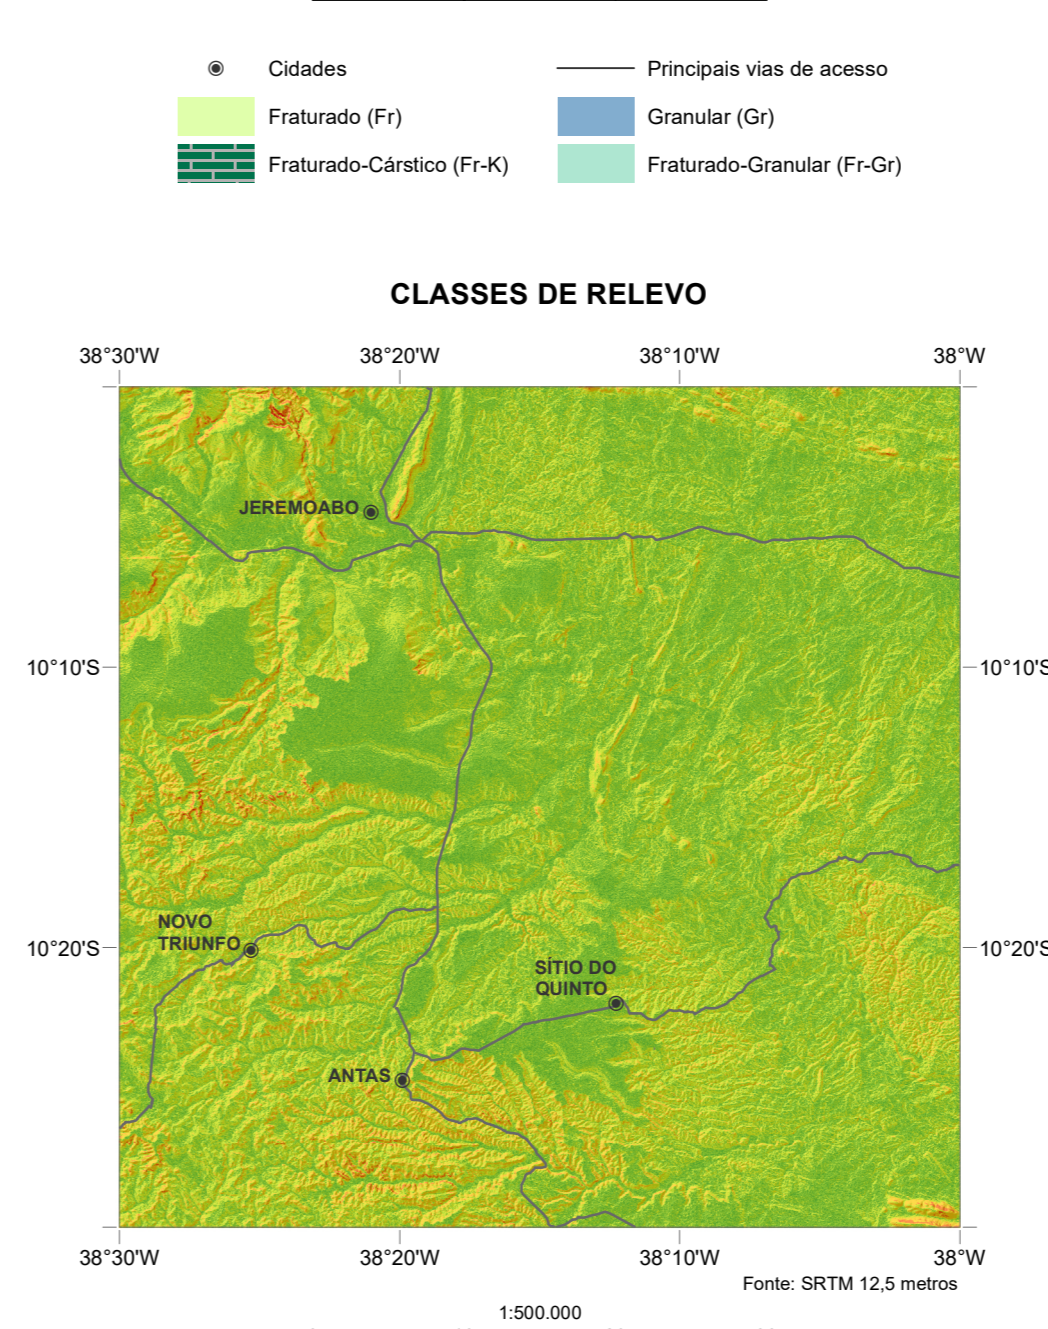 Cidades
Principais vias de acesso
Fraturado (Fr)
Granular (Gr)
Fraturado-Cárstico (Fr-K)
Fraturado-Granular (Fr-Gr)
CLASSES DE RELEVO
38°30'W
38°20'W
38°10'W
38°W
JEREMOABO
10°10'S
10°10'S
NOVO
TRIUNFO
10°20'S
10°20'S
SÍTIO DO
QUINTO
ANTAS
38°30'W
38°20'W
38°10'W
38°W
Fonte: SRTM 12,5 metros
1:500.000